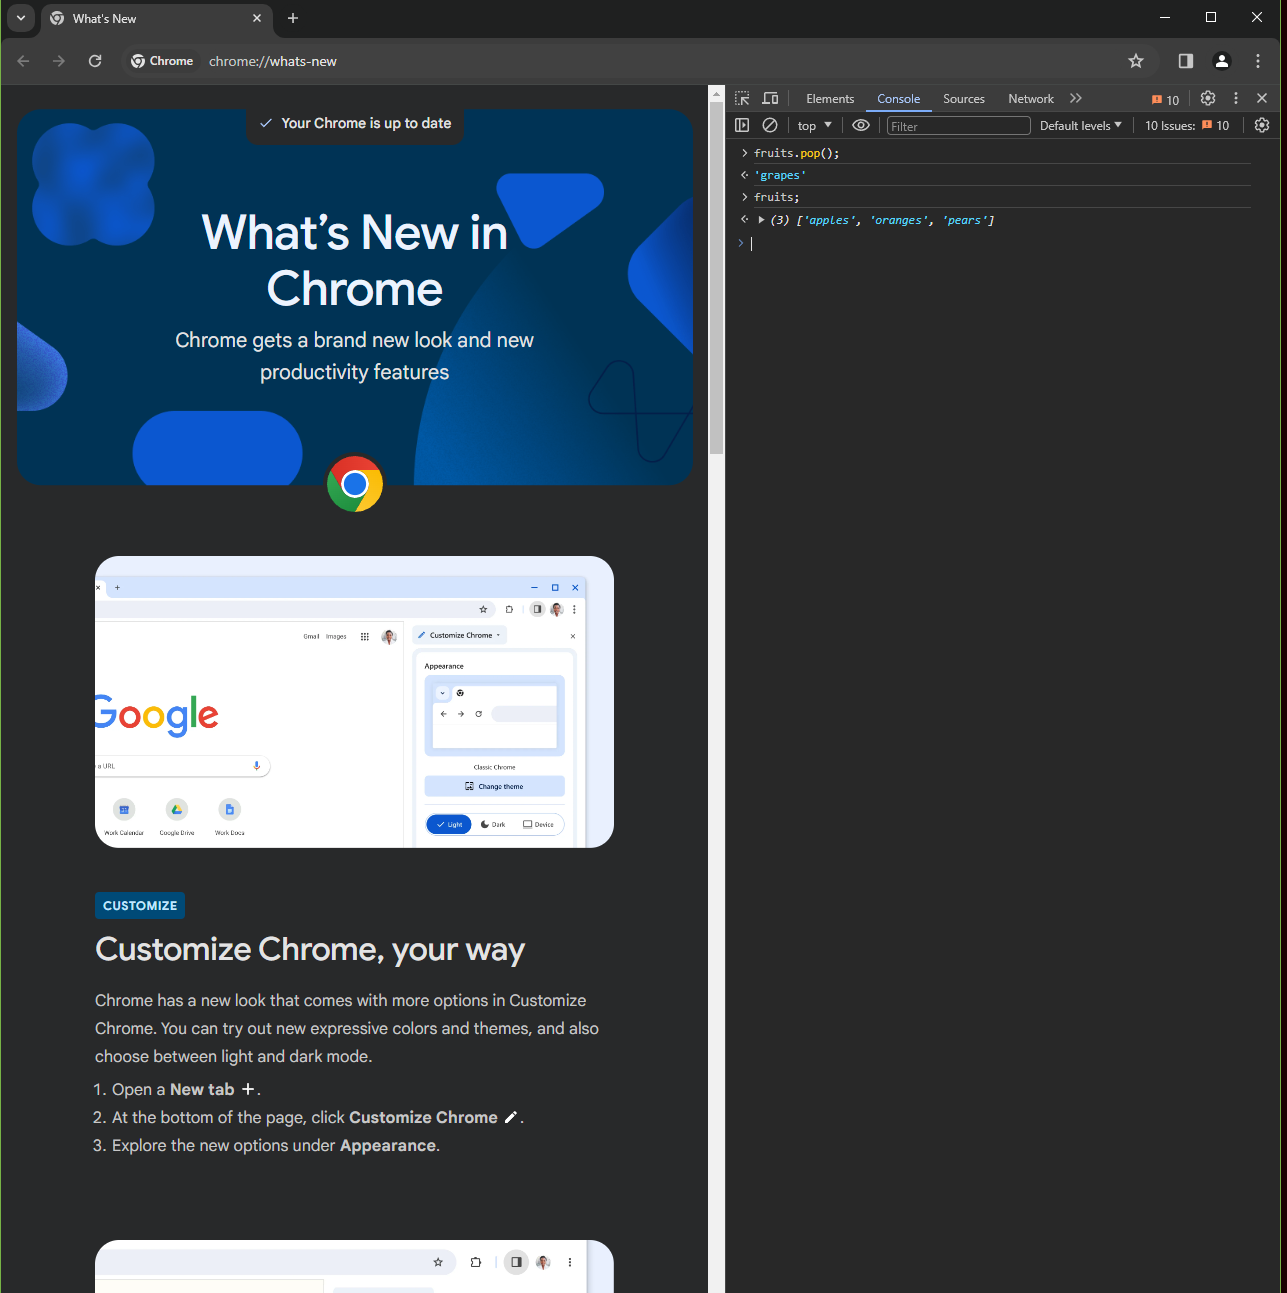 What's New
Chrome
chrome://whats-new
Your Chrome is up to date
What’s New in
Chrome
Chrome gets a brand new look and new
productivity features
Gmail Images
Customize Chrome
Appearance
Google
a URL
Classic Chrome
Change theme
Work Calendar Google Drive Work Docs
Light Dark Device
CUSTOMIZE
Customize Chrome, your way
Chrome has a new look that comes with more options in Customize
Chrome. You can try out new expressive colors and themes, and also
choose between light and dark mode.
1. Open a New tab +.
2. At the bottom of the page, click Customize Chrome .
3. Explore the new options under Appearance.
Elements Console Sources Network 10
top Filter Default levels 10 Issues: 10
fruits.pop();
'grapes'
fruits;
(3) ['apples', 'oranges', 'pears']